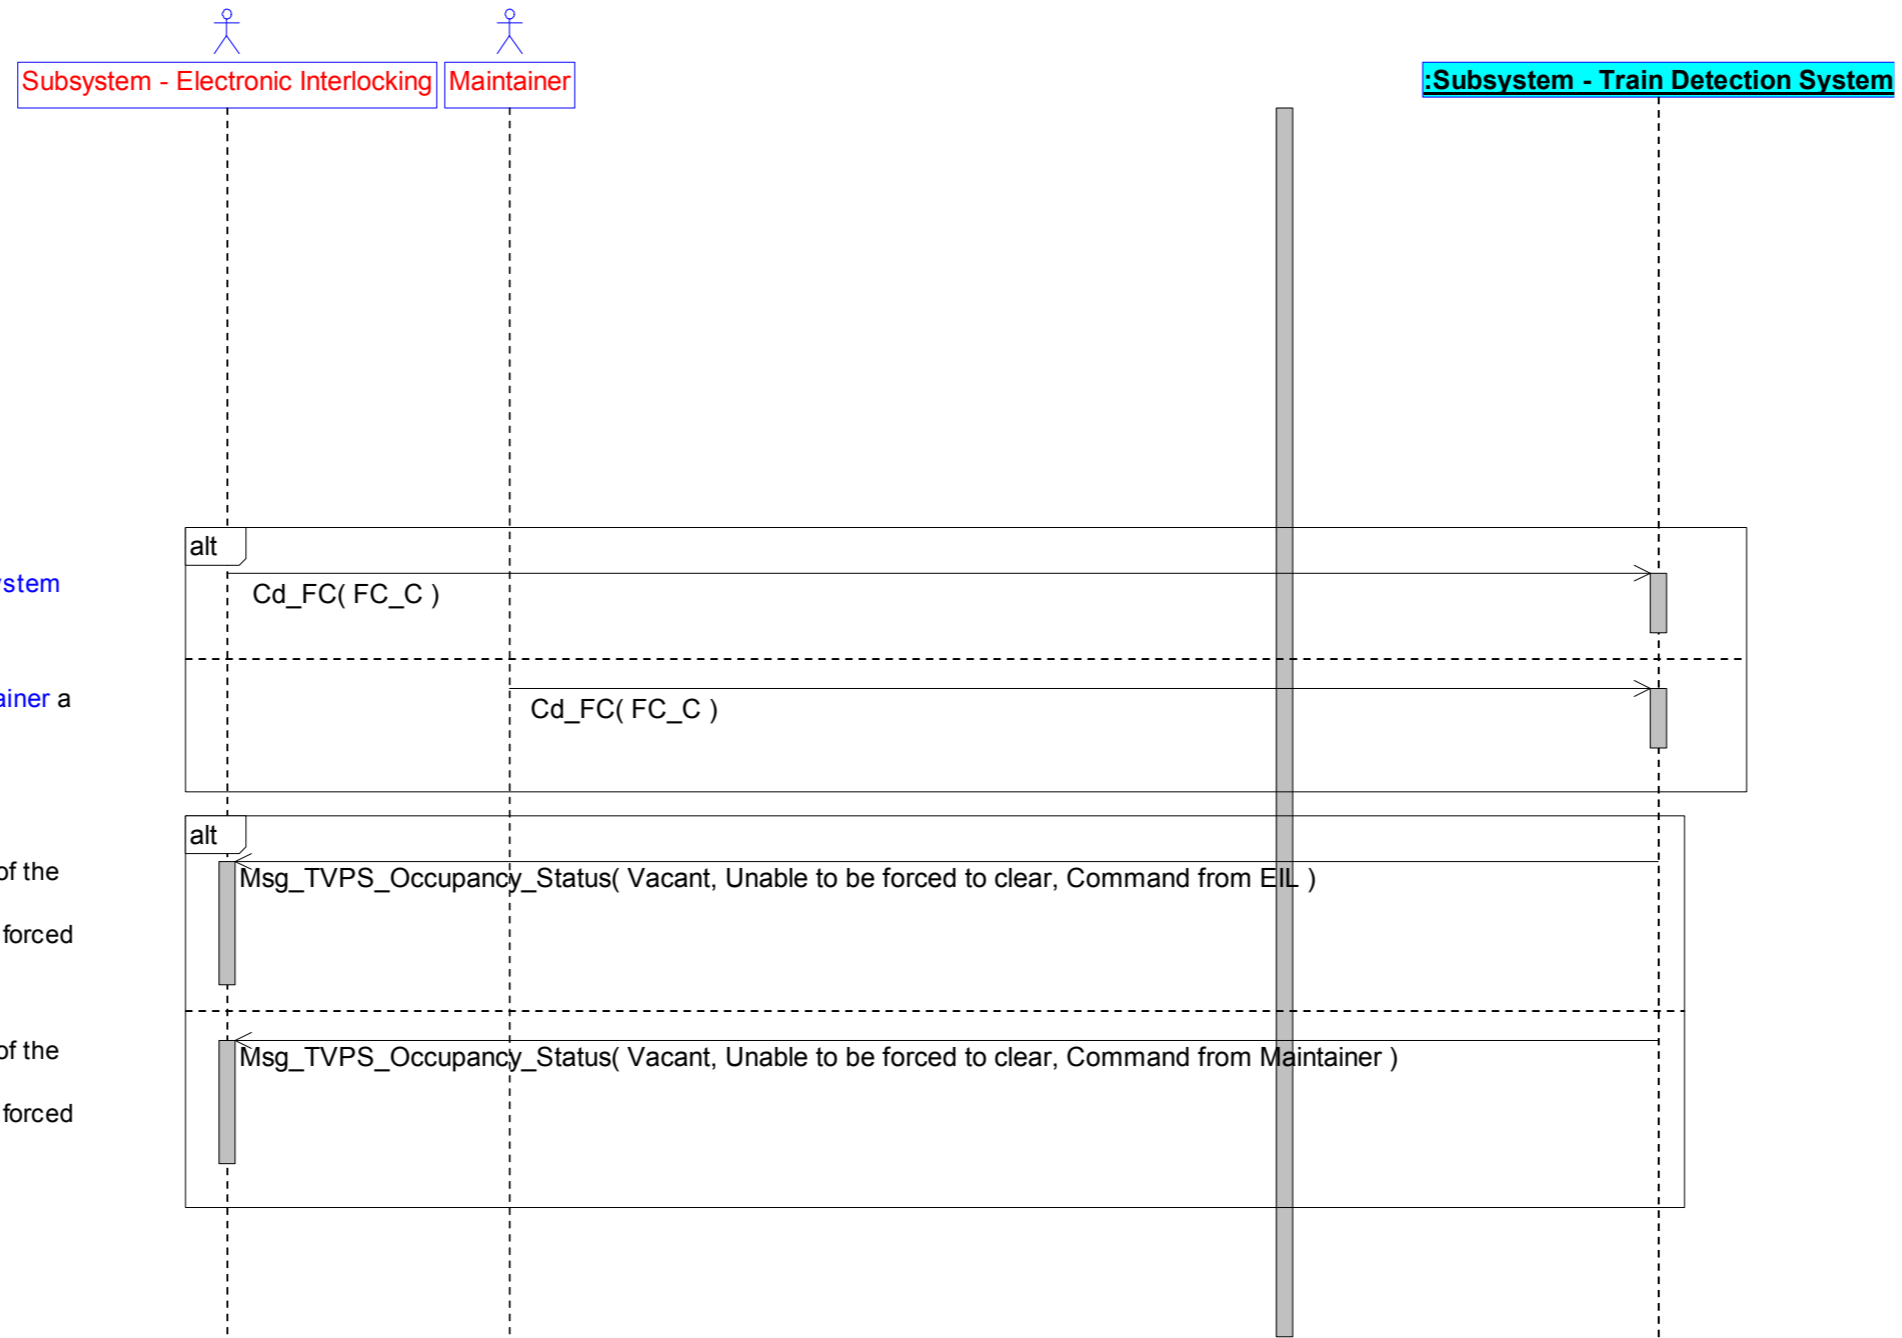 Subsystem - Electronic Interlocking
Maintainer
:Subsystem - Train Detection System
alt
stem
Cd_FC( FC_C )
ainer a
Cd_FC( FC_C )
alt
of the
Msg_TVPS_Occupancy_Status( Vacant, Unable to be forced to clear, Command from EIL )
forced
of the
Msg_TVPS_Occupancy_Status( Vacant, Unable to be forced to clear, Command from Maintainer )
forced